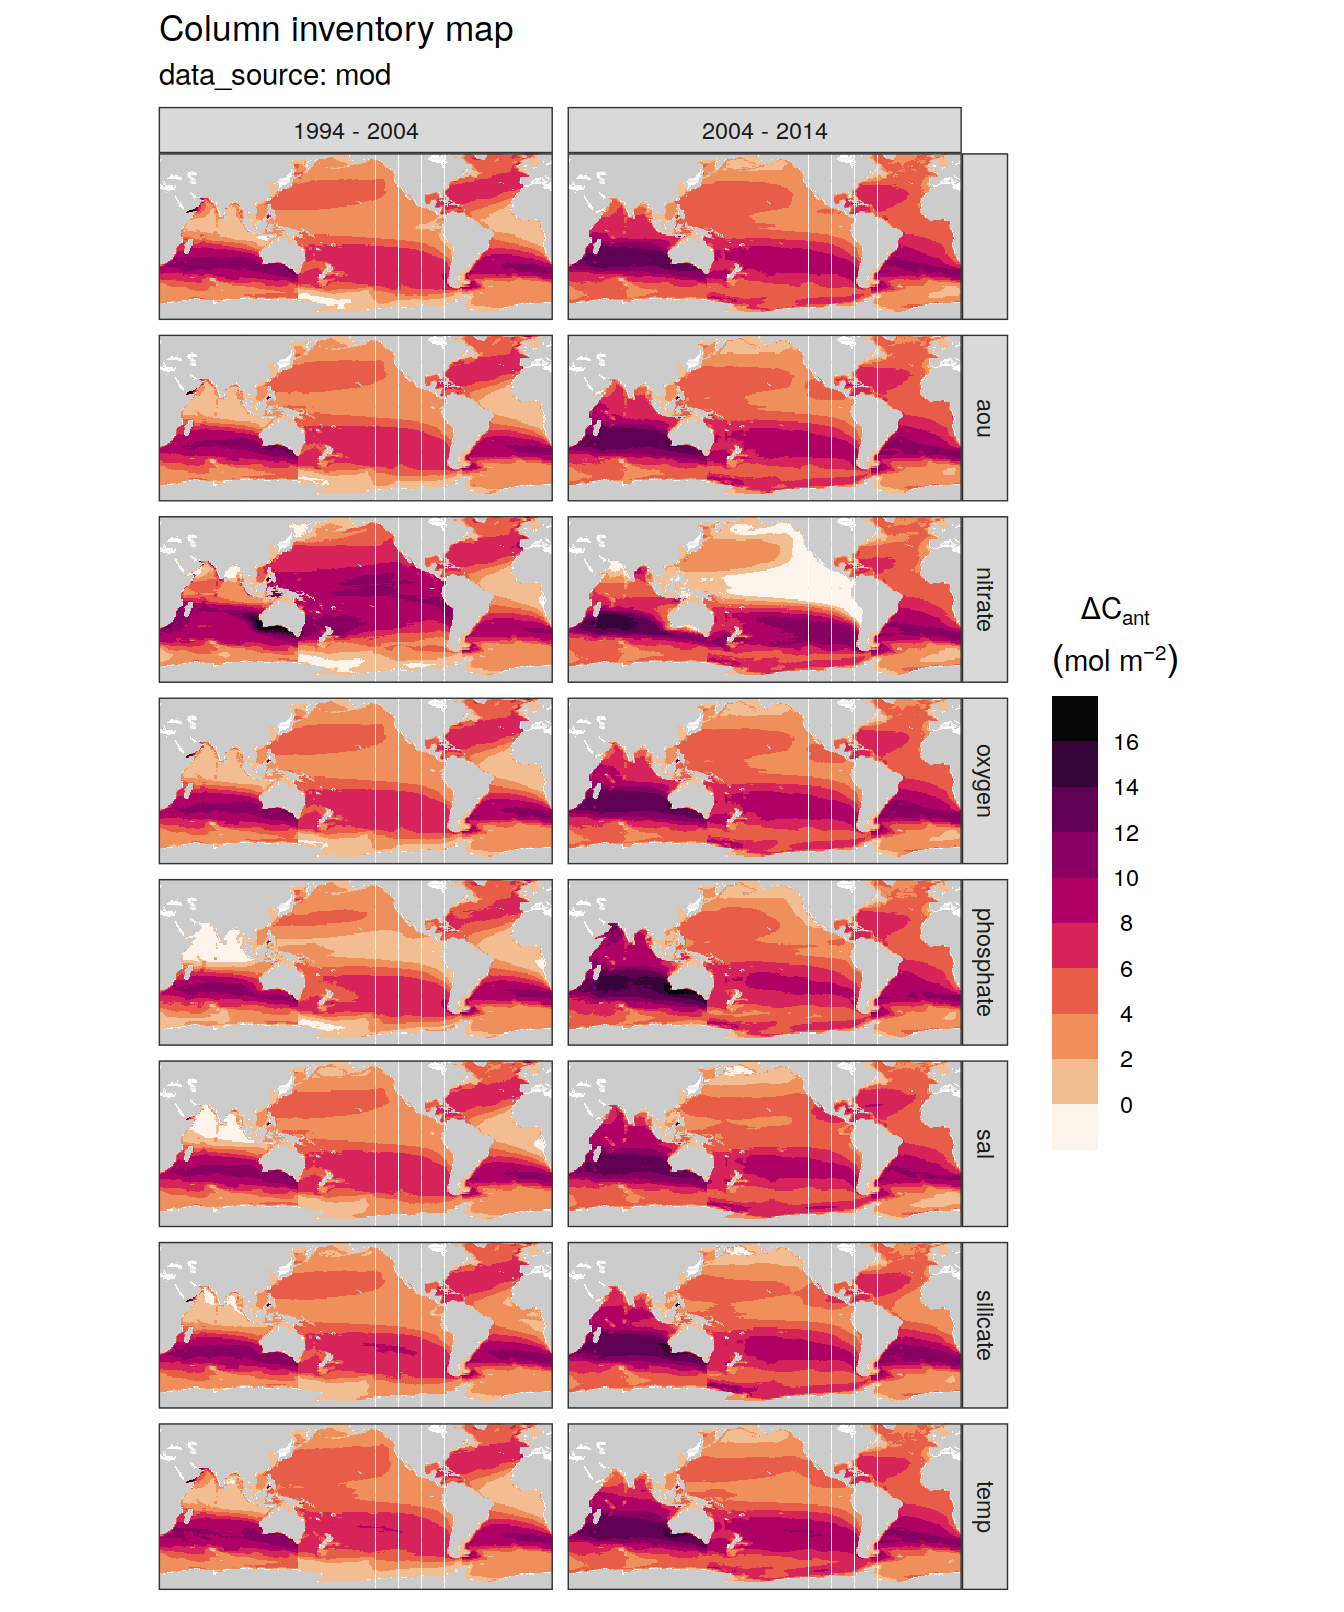 Column inventory map
data_source: mod
1994 - 2004
2004 - 2014
aou
nitrate
oxygen
phosphate
sal
silicate
temp
ΔC_ant
(mol m⁻²)
16
14
12
10
8
6
4
2
0